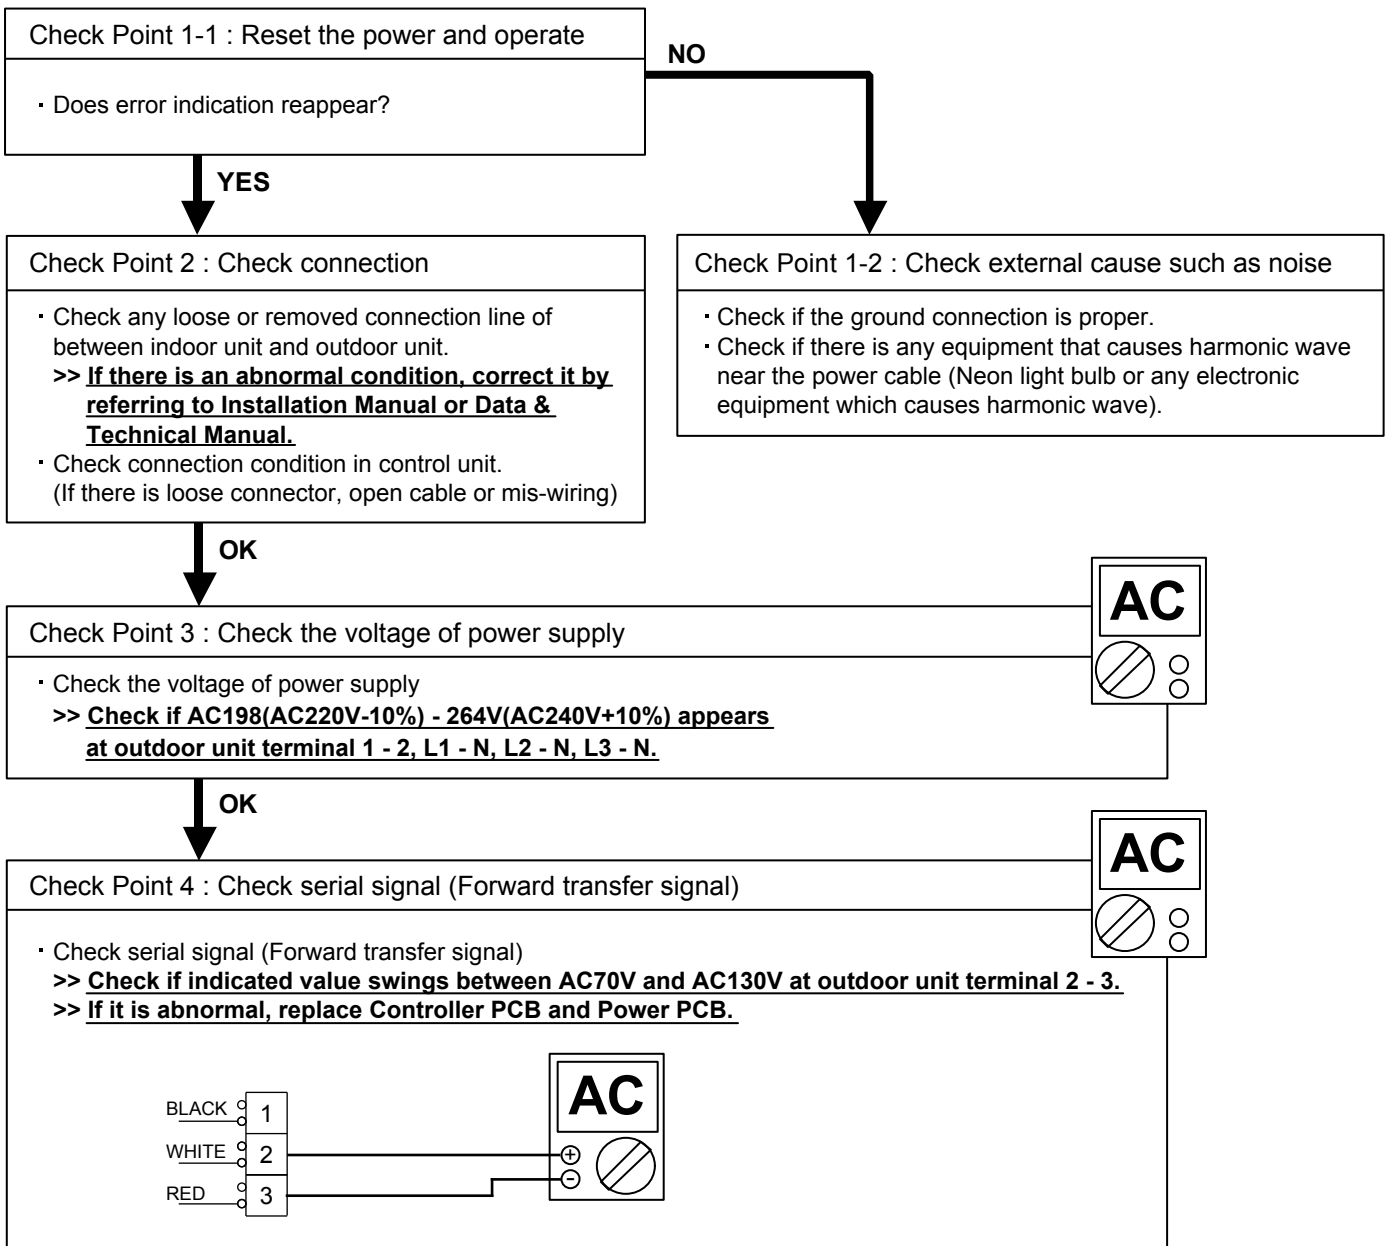 Check Point 1-1 : Reset the power and operate
・Does error indication reappear?
NO
YES
Check Point 2 : Check connection
・Check any loose or removed connection line of
between indoor unit and outdoor unit.
>> If there is an abnormal condition, correct it by
referring to Installation Manual or Data &
Technical Manual.
・Check connection condition in control unit.
(If there is loose connector, open cable or mis-wiring)
Check Point 1-2 : Check external cause such as noise
・Check if the ground connection is proper.
・Check if there is any equipment that causes harmonic wave
near the power cable (Neon light bulb or any electronic
equipment which causes harmonic wave).
OK
Check Point 3 : Check the voltage of power supply
AC
・Check the voltage of power supply
>> Check if AC198(AC220V-10%) - 264V(AC240V+10%) appears
at outdoor unit terminal 1 - 2, L1 - N, L2 - N, L3 - N.
OK
Check Point 4 : Check serial signal (Forward transfer signal)
AC
・Check serial signal (Forward transfer signal)
>> Check if indicated value swings between AC70V and AC130V at outdoor unit terminal 2 - 3.
>> If it is abnormal, replace Controller PCB and Power PCB.
BLACK 1
WHITE 2
RED 3
AC
+
-